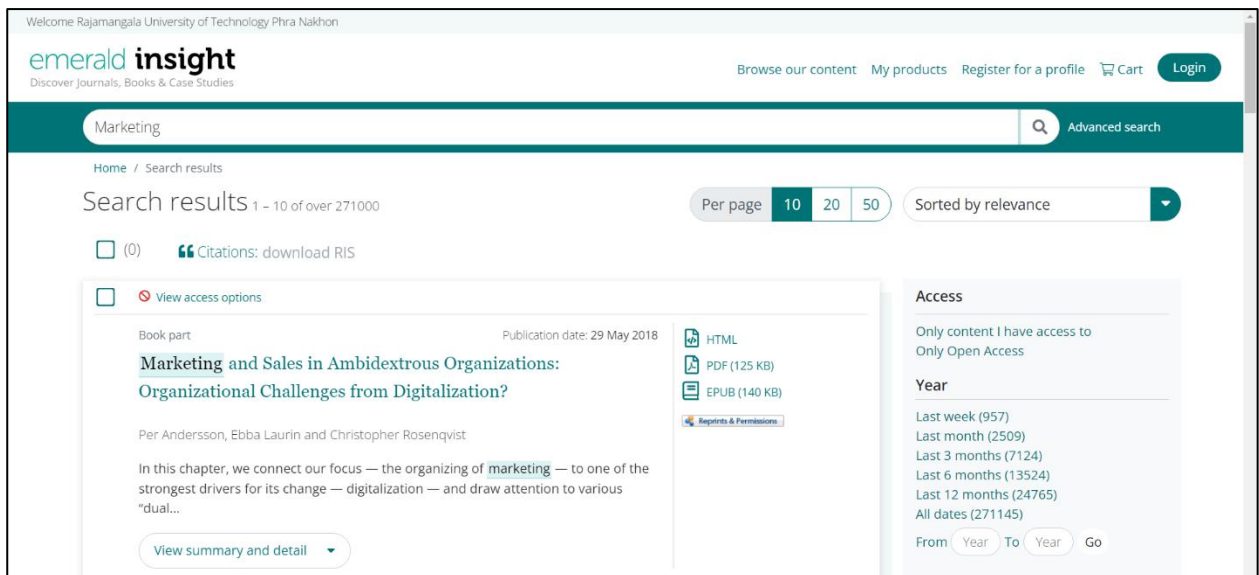 Welcome Rajamangala University of Technology Phra Nakhon
emerald insight
Discover Journals, Books & Case Studies
Browse our content My products Register for a profile Cart Login
Marketing
Advanced search
Home / Search results
Search results 1 – 10 of over 271000
Per page 10 20 50
Sorted by relevance
(0)
Citations: download RIS
View access options
Book part
Publication date: 29 May 2018
Marketing and Sales in Ambidextrous Organizations:
Organizational Challenges from Digitalization?
Per Andersson, Ebba Laurin and Christopher Rosenqvist
In this chapter, we connect our focus — the organizing of marketing — to one of the
strongest drivers for its change — digitalization — and draw attention to various
“dual...
View summary and detail
HTML
PDF (125 KB)
EPUB (140 KB)
Reprints & Permissions
Access
Only content I have access to
Only Open Access
Year
Last week (957)
Last month (2509)
Last 3 months (7124)
Last 6 months (13524)
Last 12 months (24765)
All dates (271145)
From Year To Year Go